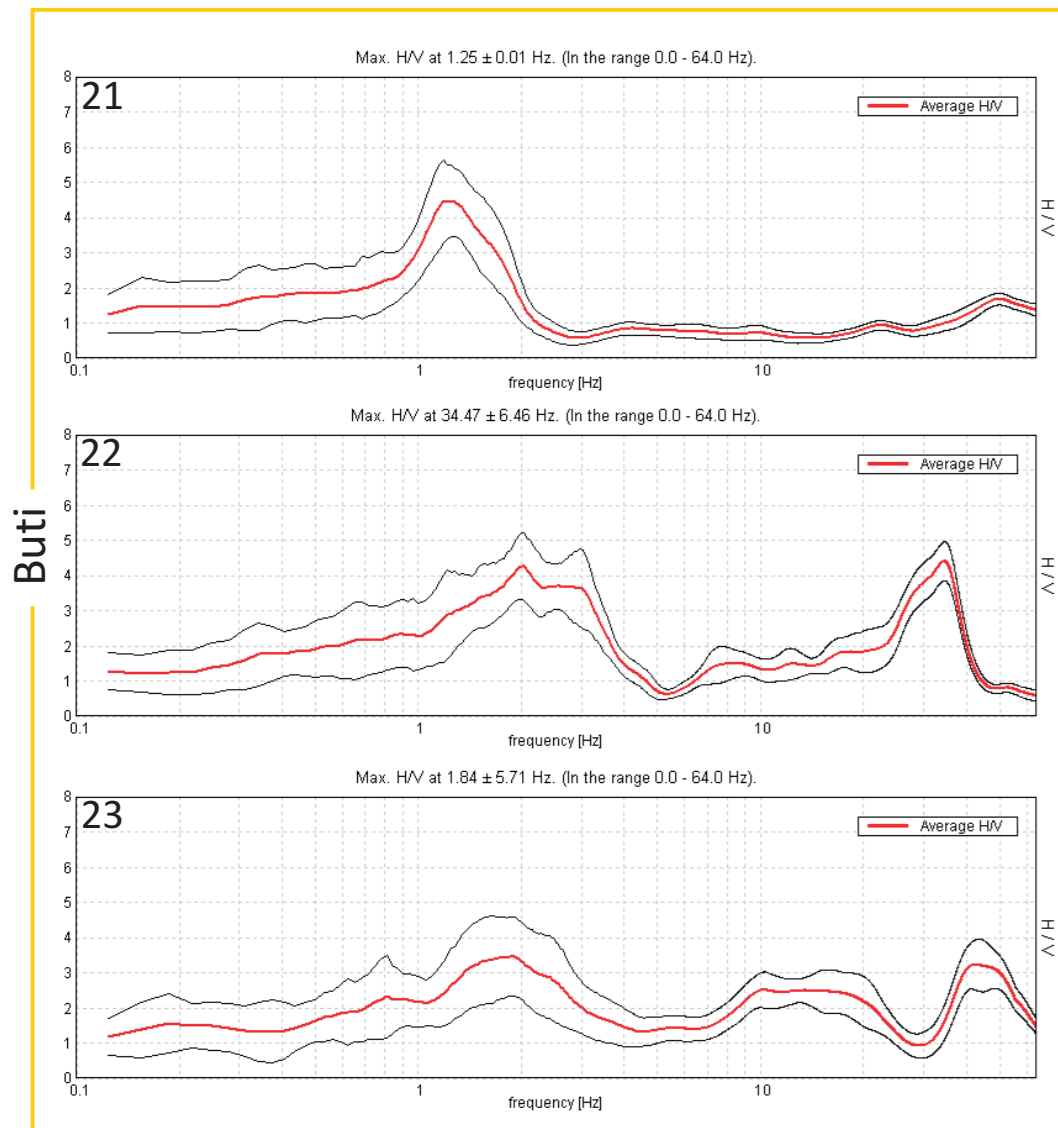 Buti
Max. H/V at 1.25 ± 0.01 Hz. (In the range 0.0 - 64.0 Hz).
21
Average H/V
8
7
6
5
4
3
2
1
0
H / V
0.1 1 10
frequency [Hz]
Max. H/V at 34.47 ± 6.46 Hz. (In the range 0.0 - 64.0 Hz).
22
Average H/V
8
7
6
5
4
3
2
1
0
H / V
0.1 1 10
frequency [Hz]
Max. H/V at 1.84 ± 5.71 Hz. (In the range 0.0 - 64.0 Hz).
23
Average H/V
8
7
6
5
4
3
2
1
0
H / V
0.1 1 10
frequency [Hz]